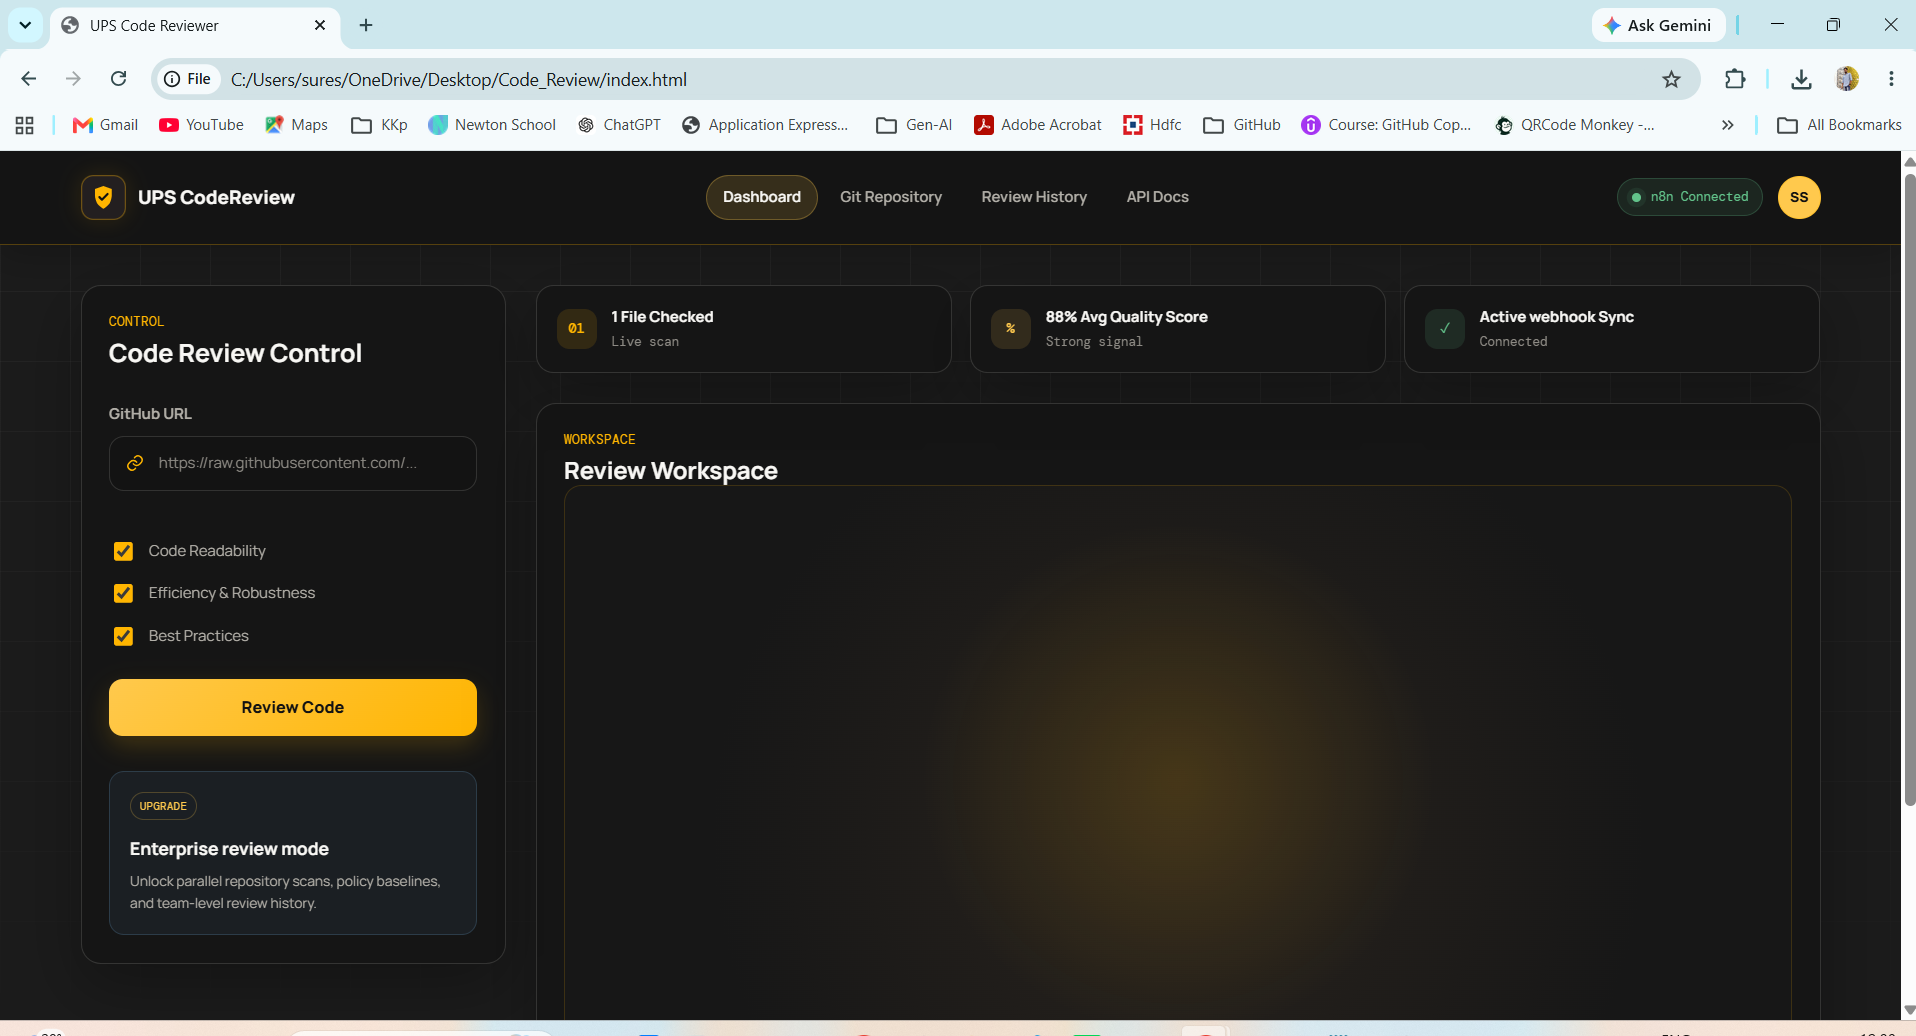 UPS Code Reviewer
Ask Gemini
File
C:/Users/sures/OneDrive/Desktop/Code_Review/index.html
Gmail
YouTube
Maps
KKp
Newton School
ChatGPT
Application Express...
Gen-AI
Adobe Acrobat
Hdfc
GitHub
Course: GitHub Cop...
QRCode Monkey -...
All Bookmarks
UPS CodeReview
Dashboard
Git Repository
Review History
API Docs
n8n Connected
SS
CONTROL
Code Review Control
GitHub URL
https://raw.githubusercontent.com/...
Code Readability
Efficiency & Robustness
Best Practices
Review Code
UPGRADE
Enterprise review mode
Unlock parallel repository scans, policy baselines,
and team-level review history.
01
1 File Checked
Live scan
%
88% Avg Quality Score
Strong signal
✓
Active webhook Sync
Connected
WORKSPACE
Review Workspace